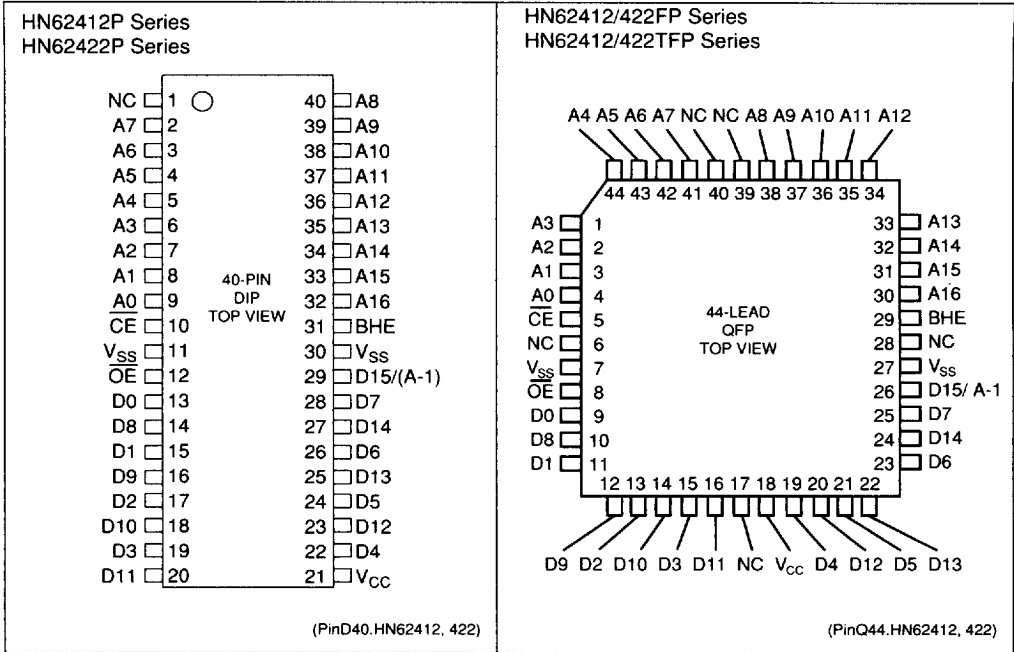 HN62412P Series
HN62422P Series
NC 1 40 A8
A7 2 39 A9
A6 3 38 A10
A5 4 37 A11
A4 5 36 A12
A3 6 35 A13
A2 7 34 A14
A1 8 33 A15
A0 9 32 A16
CE 10 31 BHE
VSS 11 30 VSS
OE 12 29 D15/(A-1)
D0 13 28 D7
D8 14 27 D14
D1 15 26 D6
D9 16 25 D13
D2 17 24 D5
D10 18 23 D12
D3 19 22 D4
D11 20 21 VCC
40-PIN
DIP
TOP VIEW
(PinD40.HN62412, 422)
HN62412/422FP Series
HN62412/422TFP Series
A4 A5 A6 A7 NC NC A8 A9 A10 A11 A12
44 43 42 41 40 39 38 37 36 35 34
A3 1 33 A13
A2 2 32 A14
A1 3 31 A15
A0 4 30 A16
CE 5 29 BHE
NC 6 28 NC
VSS 7 27 VSS
OE 8 26 D15/ A-1
D0 9 25 D7
D8 10 24 D14
D1 11 23 D6
44-LEAD
QFP
TOP VIEW
12 13 14 15 16 17 18 19 20 21 22
D9 D2 D10 D3 D11 NC VCC D4 D12 D5 D13
(PinQ44.HN62412, 422)